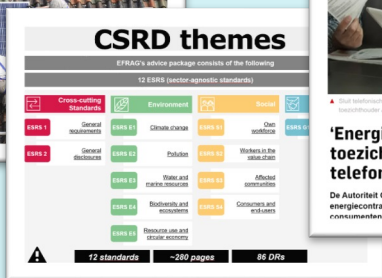 CSRD themes
EFRAG's advice package consists of the following
12 ESRS (sector-agnostic standards)
Cross-cutting
Standards
Environment
Social
ESRS 1
General
requirements
ESRS E1
Climate change
ESRS S1
Own
workforce
ESRS 2
General
disclosures
ESRS E2
Pollution
ESRS S2
Workers in the
value chain
ESRS E3
Water and
marine resources
ESRS S3
Affected
communities
ESRS E4
Biodiversity and
ecosystems
ESRS S4
Consumers and
end-users
ESRS E5
Resource use and
circular economy
12 standards
~280 pages
86 DRs
'Energi
toezich
telefor
De Autoriteit C
energiecontra
consumenten